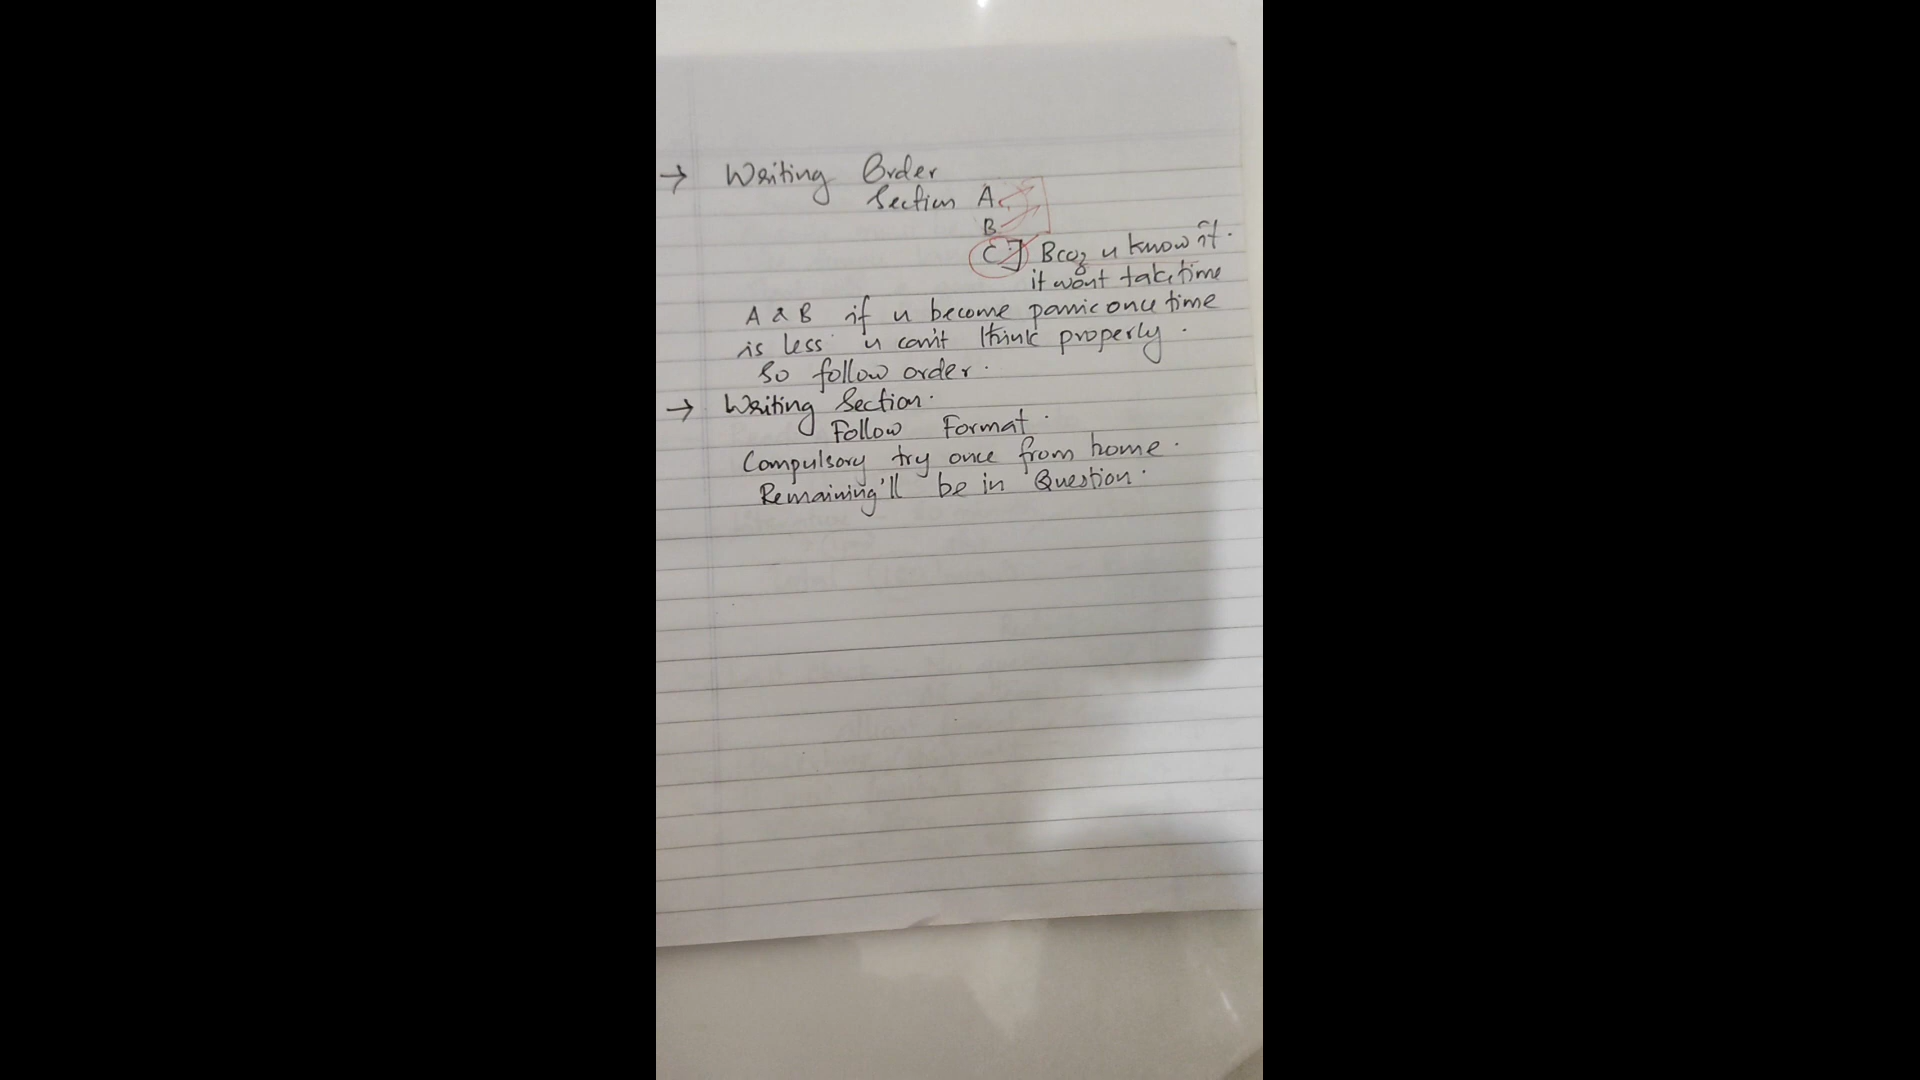 → Writing Order
Section A
B
C] Bcoz u know it.
it wont take time
A & B if u become panic once time
is less u can't think properly.
So follow order.
→ Writing Section.
Follow Format.
Compulsory try once from home.
Remaining'll be in Question.